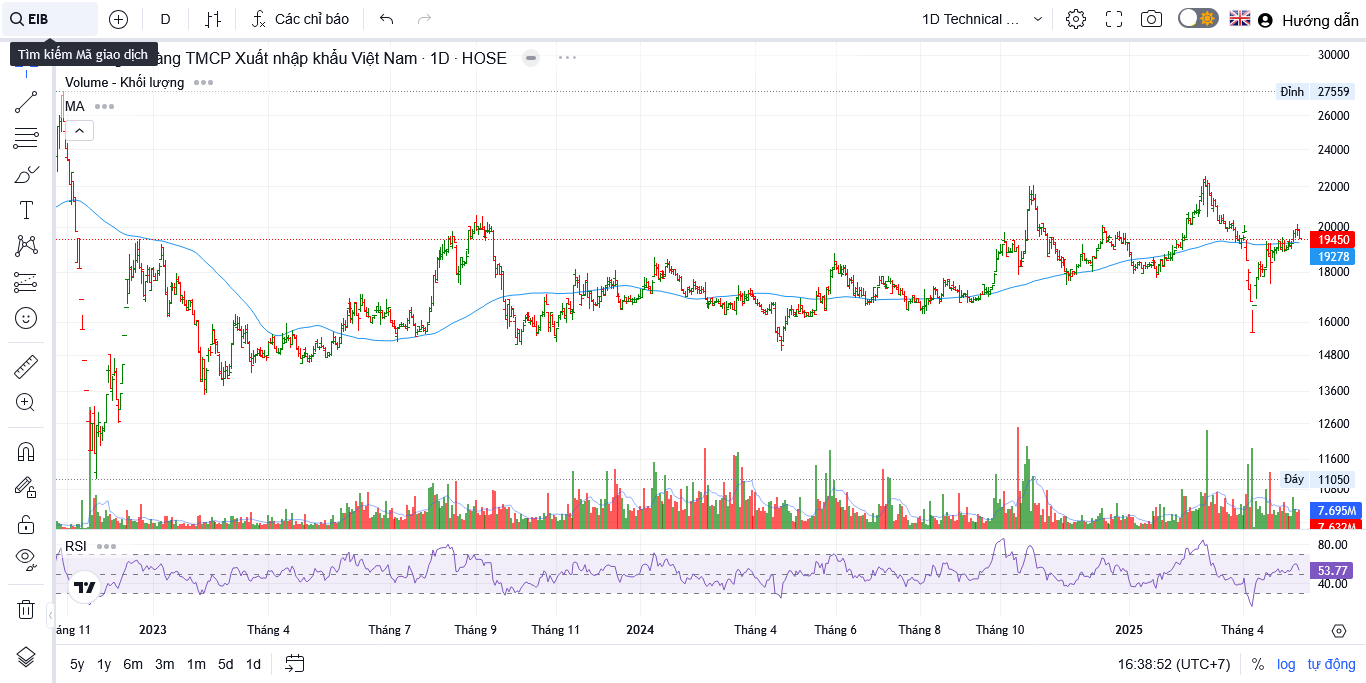 EIB
D
Các chỉ báo
1D Technical ...
Hướng dẫn
Tìm kiếm Mã giao dịch
àng TMCP Xuất nhập khẩu Việt Nam · 1D · HOSE
Volume - Khối lượng
MA
30000
Đỉnh 27559
26000
24000
22000
20000
19450
19278
18000
16000
14800
13600
12600
11600
Đáy 11050
10800
7.695M
7.632M
RSI
80.00
53.77
40.00
áng 11 2023 Tháng 4 Tháng 7 Tháng 9 Tháng 11 2024 Tháng 4 Tháng 6 Tháng 8 Tháng 10 2025 Tháng 4
5y 1y 6m 3m 1m 5d 1d
16:38:52 (UTC+7) % log tự động